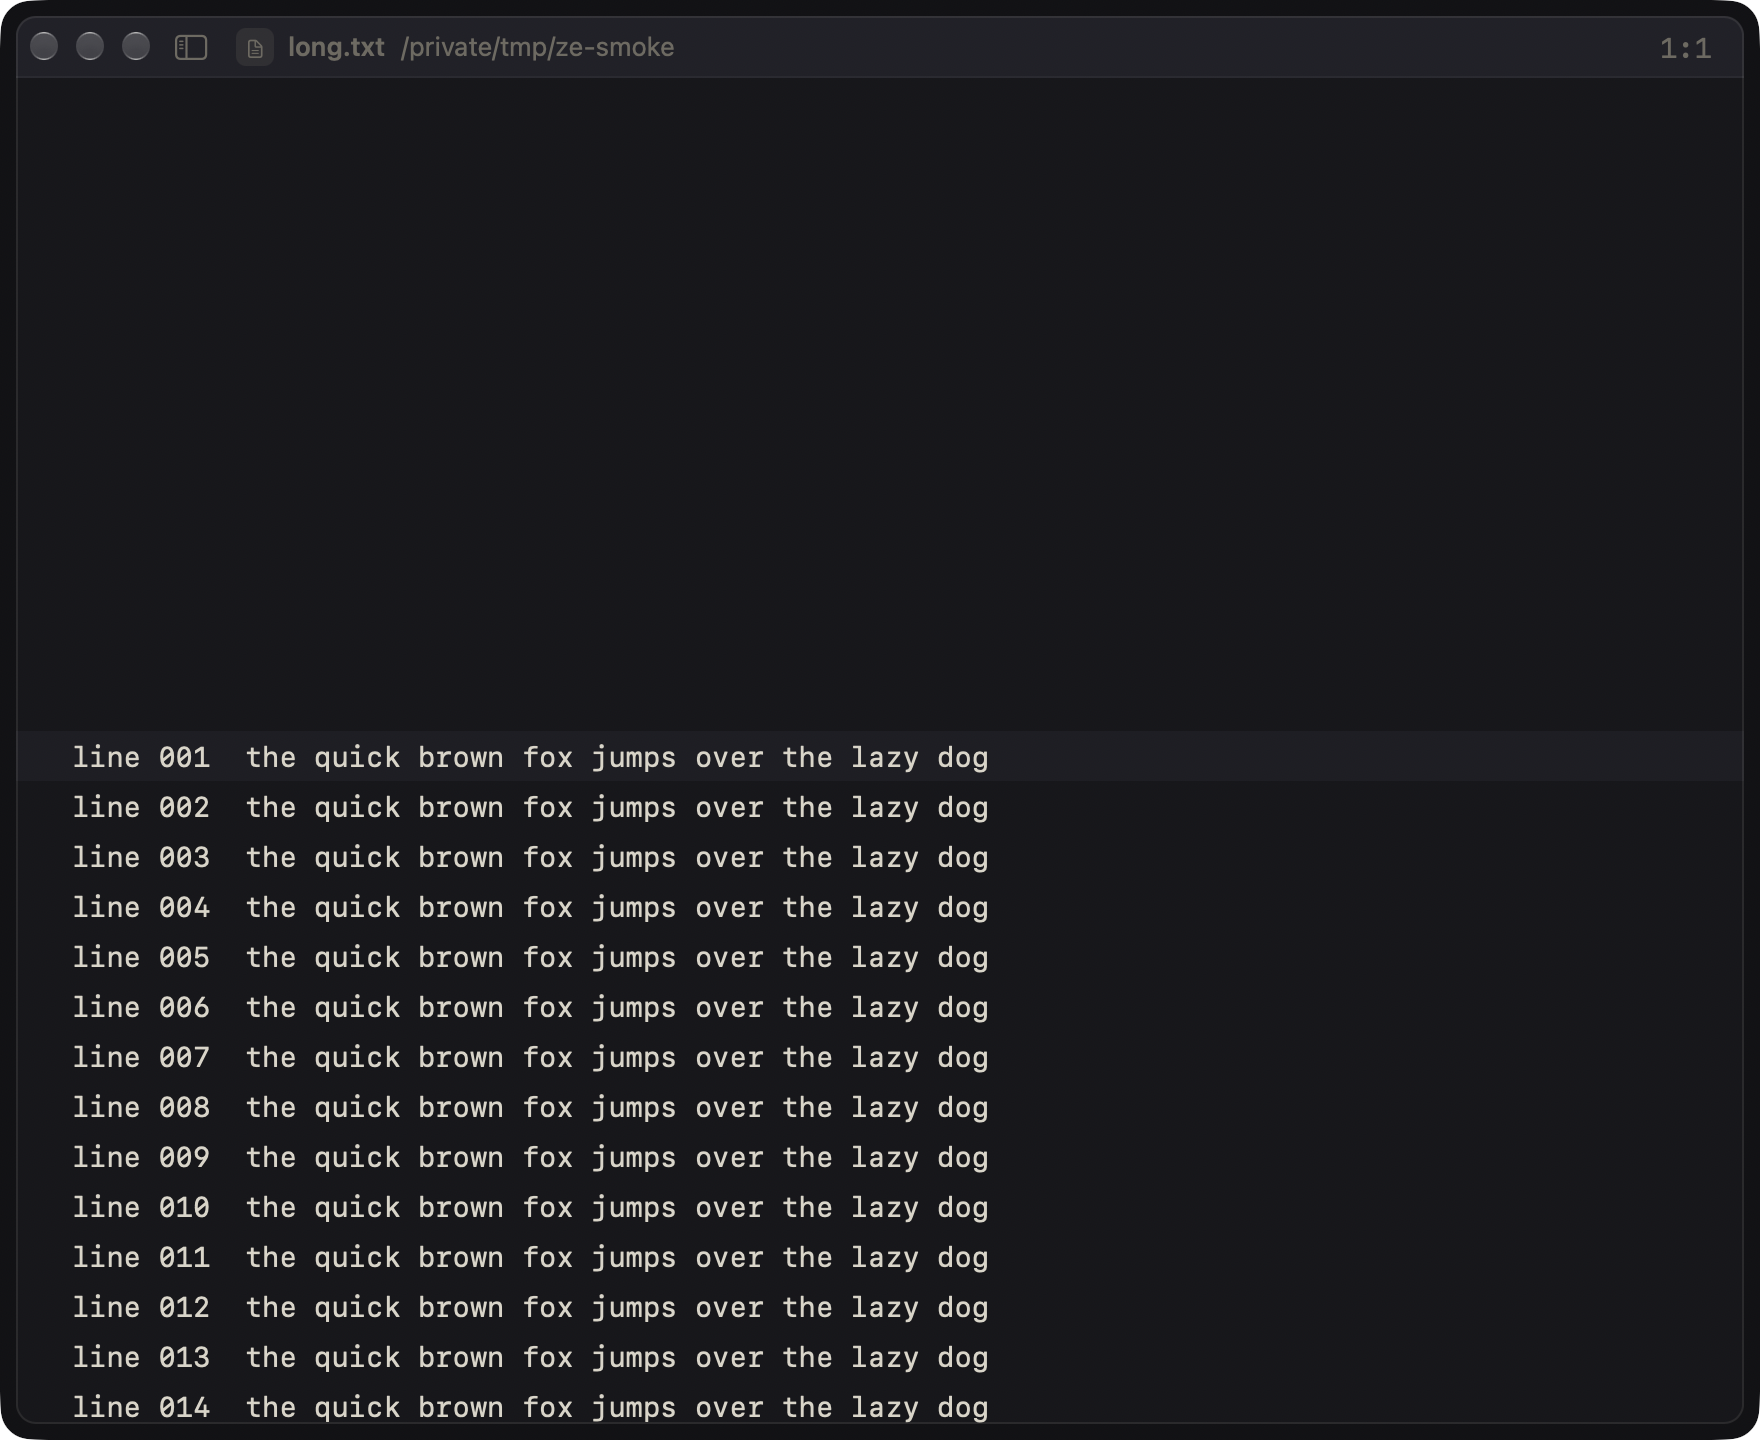 long.txt /private/tmp/ze-smoke 1:1
line 001  the quick brown fox jumps over the lazy dog
line 002  the quick brown fox jumps over the lazy dog
line 003  the quick brown fox jumps over the lazy dog
line 004  the quick brown fox jumps over the lazy dog
line 005  the quick brown fox jumps over the lazy dog
line 006  the quick brown fox jumps over the lazy dog
line 007  the quick brown fox jumps over the lazy dog
line 008  the quick brown fox jumps over the lazy dog
line 009  the quick brown fox jumps over the lazy dog
line 010  the quick brown fox jumps over the lazy dog
line 011  the quick brown fox jumps over the lazy dog
line 012  the quick brown fox jumps over the lazy dog
line 013  the quick brown fox jumps over the lazy dog
line 014  the quick brown fox jumps over the lazy dog